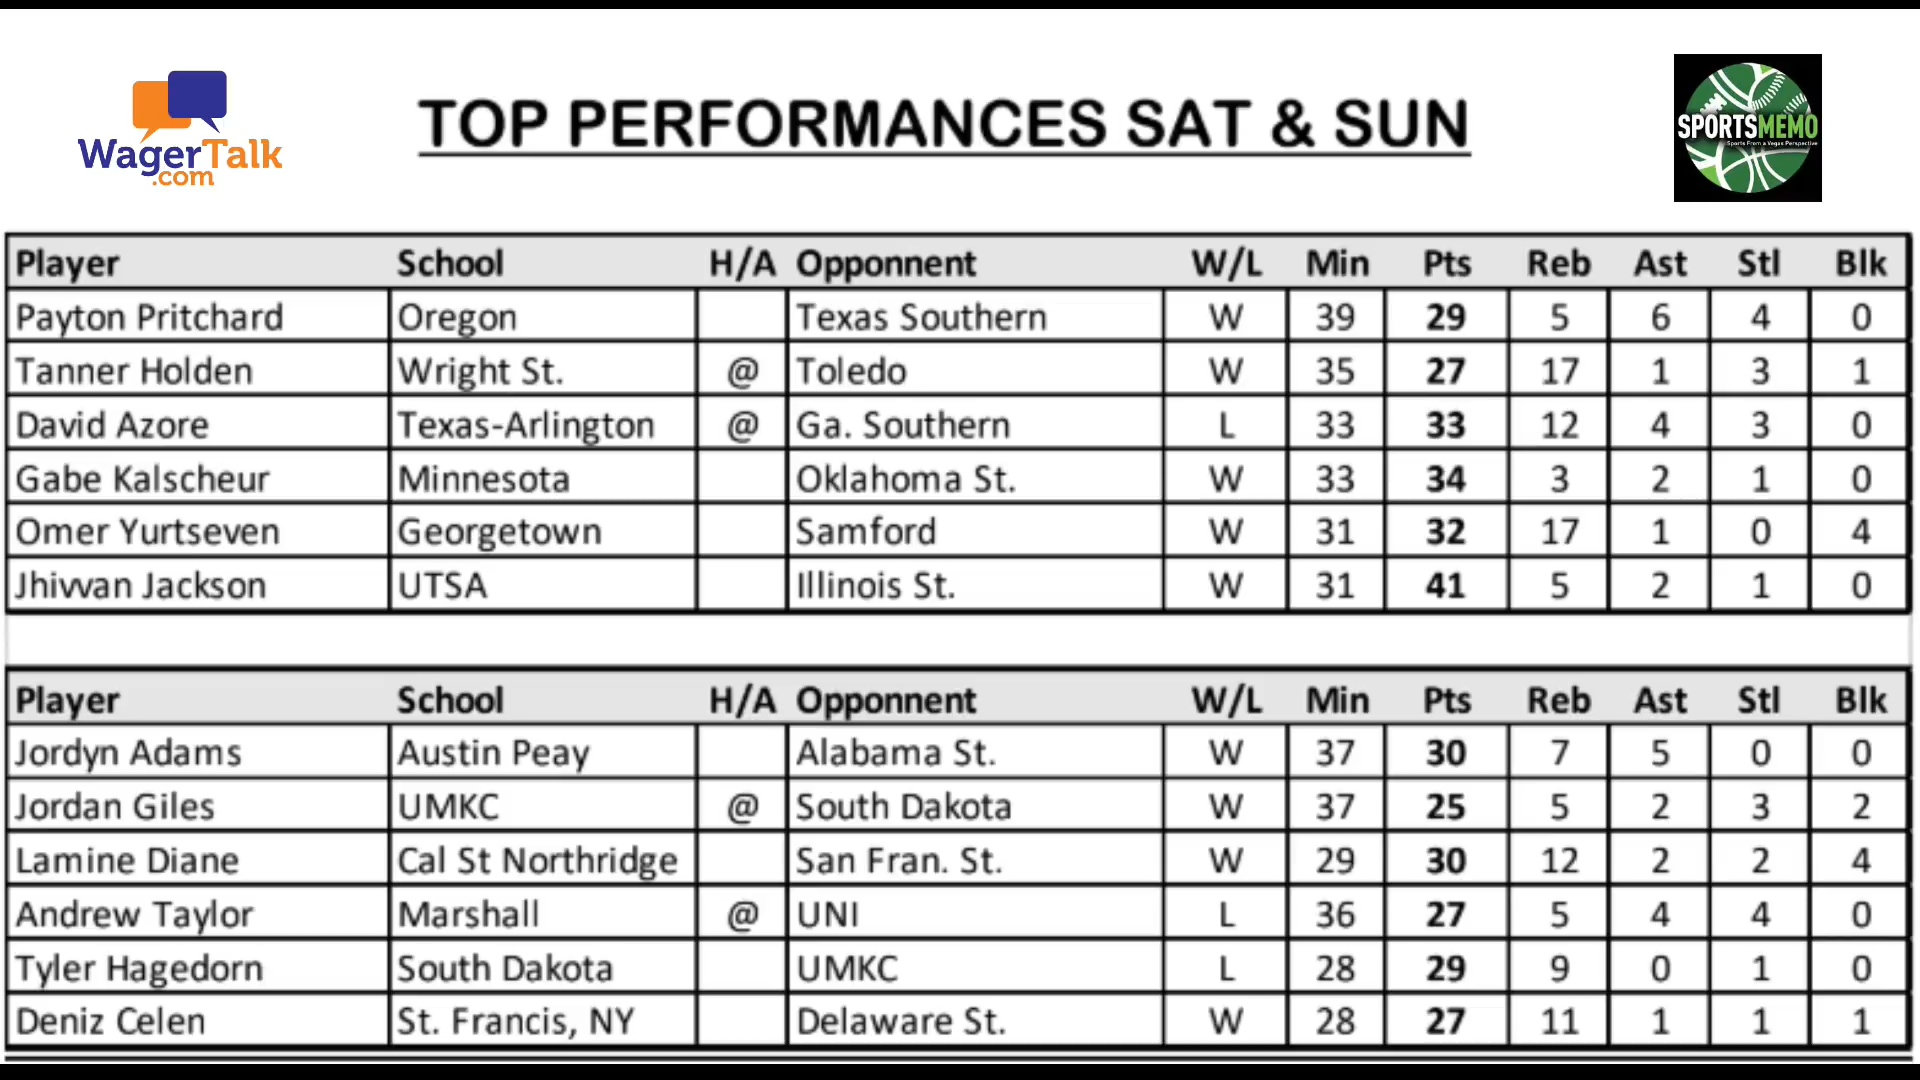 WagerTalk
.com
TOP PERFORMANCES SAT & SUN
SPORTSMEMO
Sports From a Vegas Perspective
Player School H/A Opponnent W/L Min Pts Reb Ast Stl Blk
Payton Pritchard Oregon Texas Southern W 39 29 5 6 4 0
Tanner Holden Wright St. @ Toledo W 35 27 17 1 3 1
David Azore Texas-Arlington @ Ga. Southern L 33 33 12 4 3 0
Gabe Kalscheur Minnesota Oklahoma St. W 33 34 3 2 1 0
Omer Yurtseven Georgetown Samford W 31 32 17 1 0 4
Jhivvan Jackson UTSA Illinois St. W 31 41 5 2 1 0
Player School H/A Opponnent W/L Min Pts Reb Ast Stl Blk
Jordyn Adams Austin Peay Alabama St. W 37 30 7 5 0 0
Jordan Giles UMKC @ South Dakota W 37 25 5 2 3 2
Lamine Diane Cal St Northridge San Fran. St. W 29 30 12 2 2 4
Andrew Taylor Marshall @ UNI L 36 27 5 4 4 0
Tyler Hagedorn South Dakota UMKC L 28 29 9 0 1 0
Deniz Celen St. Francis, NY Delaware St. W 28 27 11 1 1 1